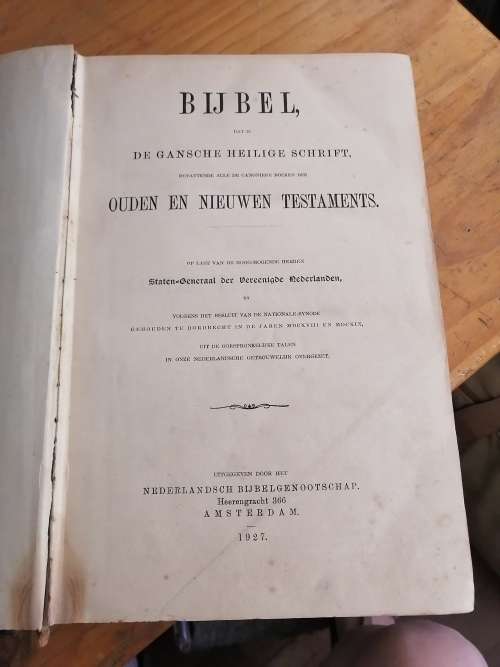 BIJBEL,
DAT IS
DE GANSCHE HEILIGE SCHRIFT,
BEVATTENDE ALLE DE CANONIEKE BOEKEN DES
OUDEN EN NIEUWEN TESTAMENTS.
OP LAST VAN DE HOOG-MOGENDE HEEREN
Staten-Generaal der Vereenigde Nederlanden,
EN
VOLGENS HET BESLUIT VAN DE NATIONALE SYNODE
GEHOUDEN TE DORDRECHT IN DE JAREN MDCXVIII EN MDCXIX,
UIT DE OORSPRONKELIJKE TALEN
IN ONZE NEDERLANDSCHE GETROUWELIJK OVERGEZET.
UITGEGEVEN DOOR HET
NEDERLANDSCH BIJBELGENOOTSCHAP.
Heerengracht 366
AMSTERDAM.
1927.